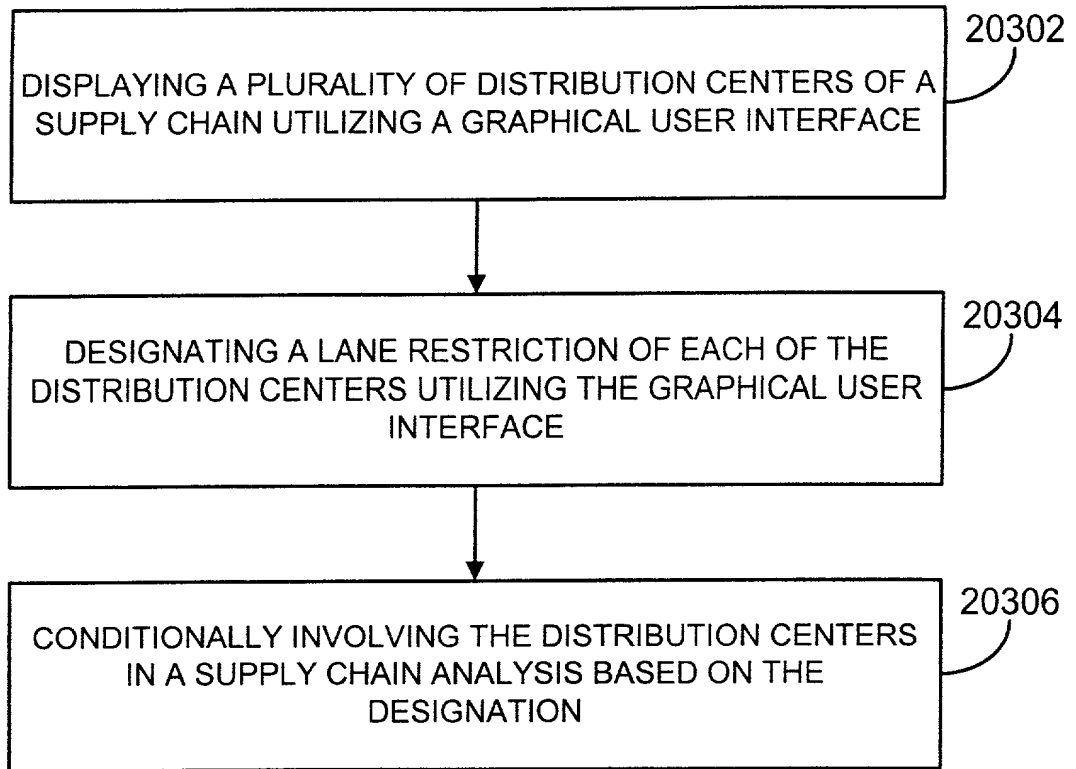 20302
DISPLAYING A PLURALITY OF DISTRIBUTION CENTERS OF A
SUPPLY CHAIN UTILIZING A GRAPHICAL USER INTERFACE
20304
DESIGNATING A LANE RESTRICTION OF EACH OF THE
DISTRIBUTION CENTERS UTILIZING THE GRAPHICAL USER
INTERFACE
20306
CONDITIONALLY INVOLVING THE DISTRIBUTION CENTERS
IN A SUPPLY CHAIN ANALYSIS BASED ON THE
DESIGNATION